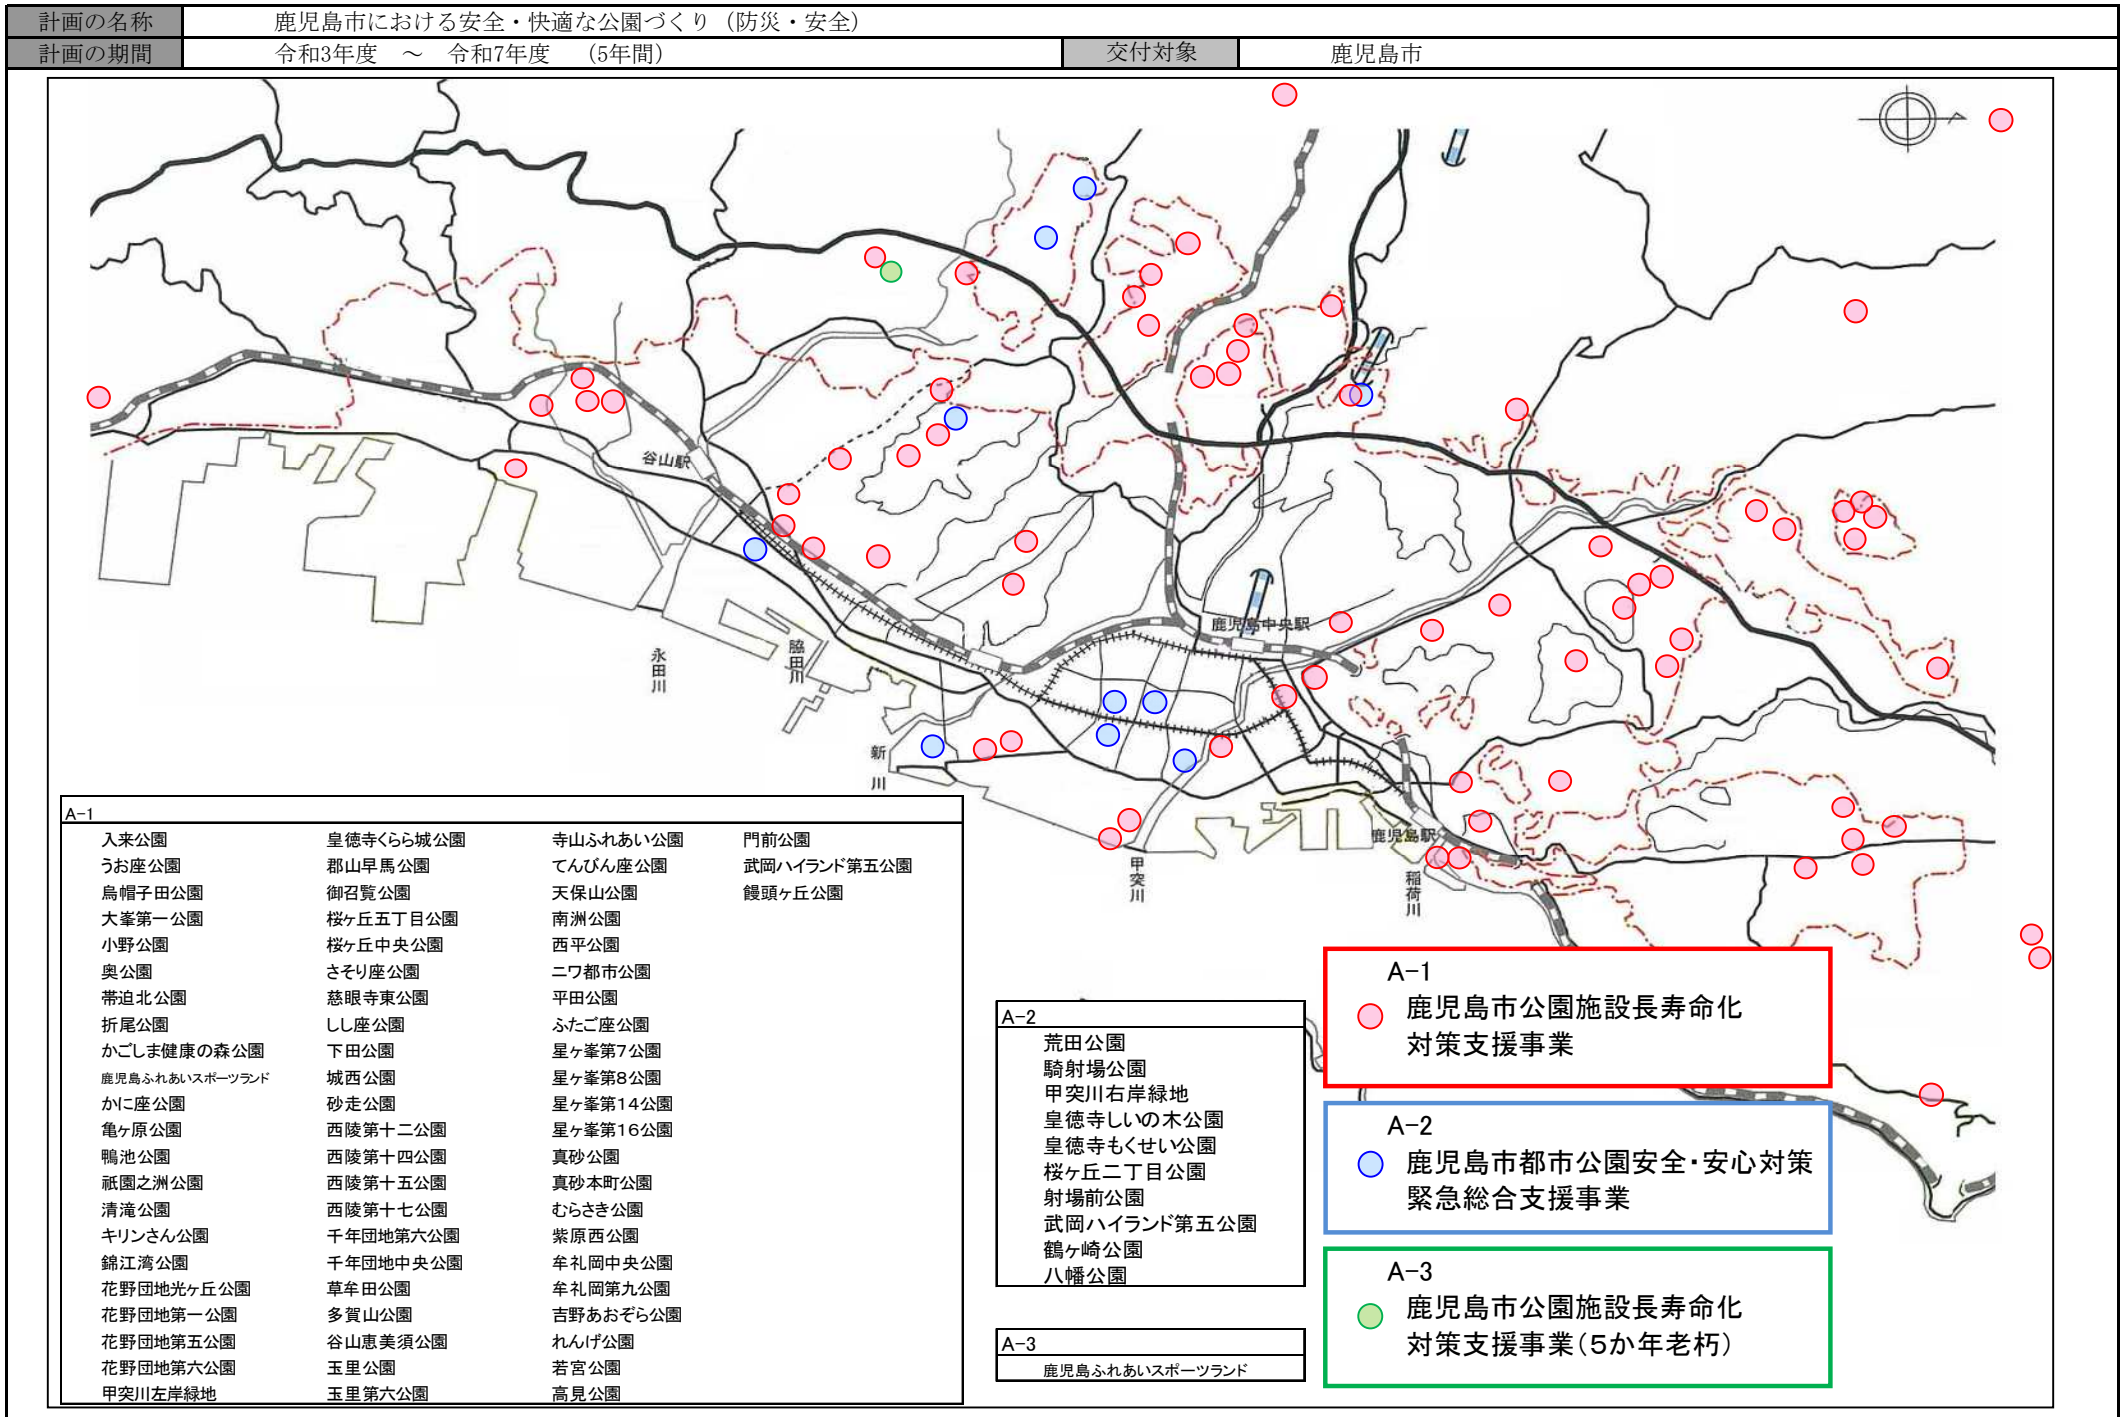 計画の名称 鹿児島市における安全・快適な公園づくり（防災・安全）
計画の期間 令和3年度 ～ 令和7年度 （5年間） 交付対象 鹿児島市
谷山駅
鹿児島中央駅
永田川
脇田川
新川
甲突川
鹿児島駅
稲荷川
A-1
入来公園
うお座公園
烏帽子田公園
大峯第一公園
小野公園
奥公園
帯迫北公園
折尾公園
かごしま健康の森公園
鹿児島ふれあいスポーツランド
かに座公園
亀ヶ原公園
鴨池公園
祇園之洲公園
清滝公園
キリンさん公園
錦江湾公園
花野団地光ヶ丘公園
花野団地第一公園
花野団地第五公園
花野団地第六公園
甲突川左岸緑地
皇徳寺くらら城公園
郡山早馬公園
御召覧公園
桜ヶ丘五丁目公園
桜ヶ丘中央公園
さそり座公園
慈眼寺東公園
しし座公園
下田公園
城西公園
砂走公園
西陵第十二公園
西陵第十四公園
西陵第十五公園
西陵第十七公園
千年団地第六公園
千年団地中央公園
草牟田公園
多賀山公園
谷山恵美須公園
玉里公園
玉里第六公園
寺山ふれあい公園
てんびん座公園
天保山公園
南洲公園
西平公園
ニワ都市公園
平田公園
ふたご座公園
星ヶ峯第7公園
星ヶ峯第8公園
星ヶ峯第14公園
星ヶ峯第16公園
真砂公園
真砂本町公園
むらさき公園
紫原西公園
牟礼岡中央公園
牟礼岡第九公園
吉野あおぞら公園
れんげ公園
若宮公園
高見公園
門前公園
武岡ハイランド第五公園
饅頭ヶ丘公園
A-2
荒田公園
騎射場公園
甲突川右岸緑地
皇徳寺しいの木公園
皇徳寺もくせい公園
桜ヶ丘二丁目公園
射場前公園
武岡ハイランド第五公園
鶴ヶ崎公園
八幡公園
A-3
鹿児島ふれあいスポーツランド
A-1
鹿児島市公園施設長寿命化
対策支援事業
A-2
鹿児島市都市公園安全・安心対策
緊急総合支援事業
A-3
鹿児島市公園施設長寿命化
対策支援事業(5か年老朽)